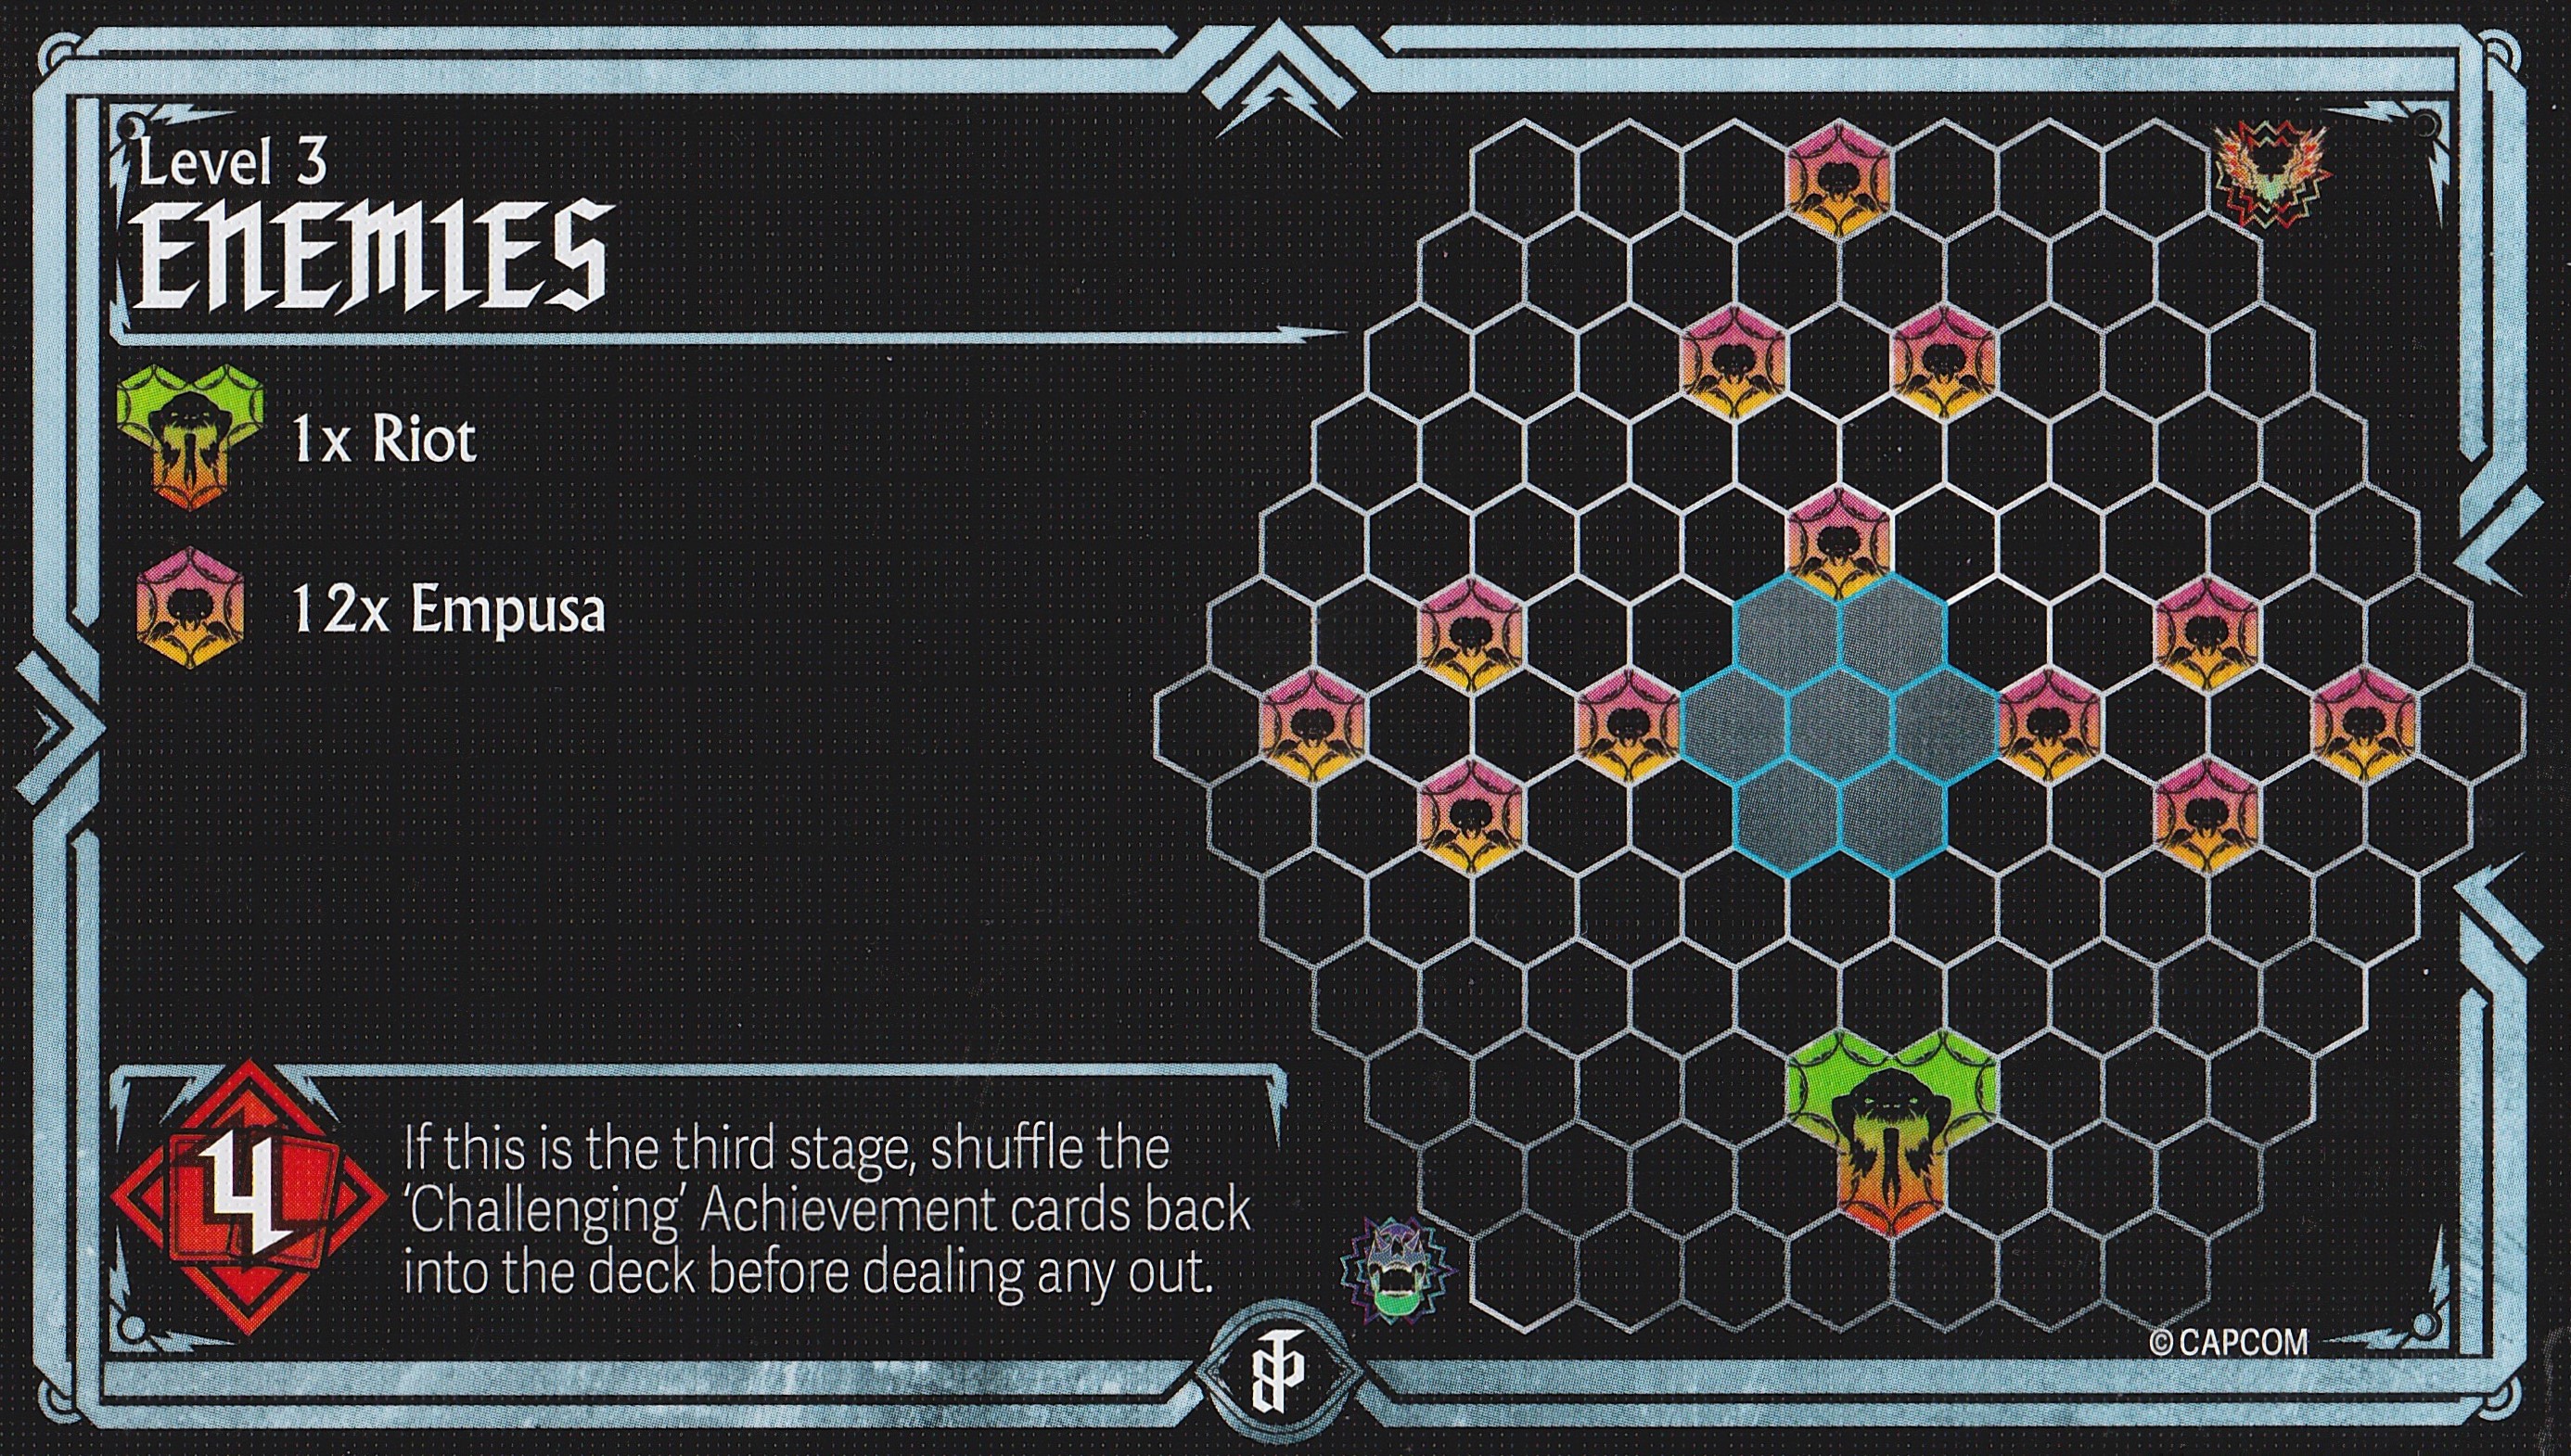 Level 3
ENEMIES
1x Riot
12x Empusa
4
If this is the third stage, shuffle the
‘Challenging’ Achievement cards back
into the deck before dealing any out.
© CAPCOM